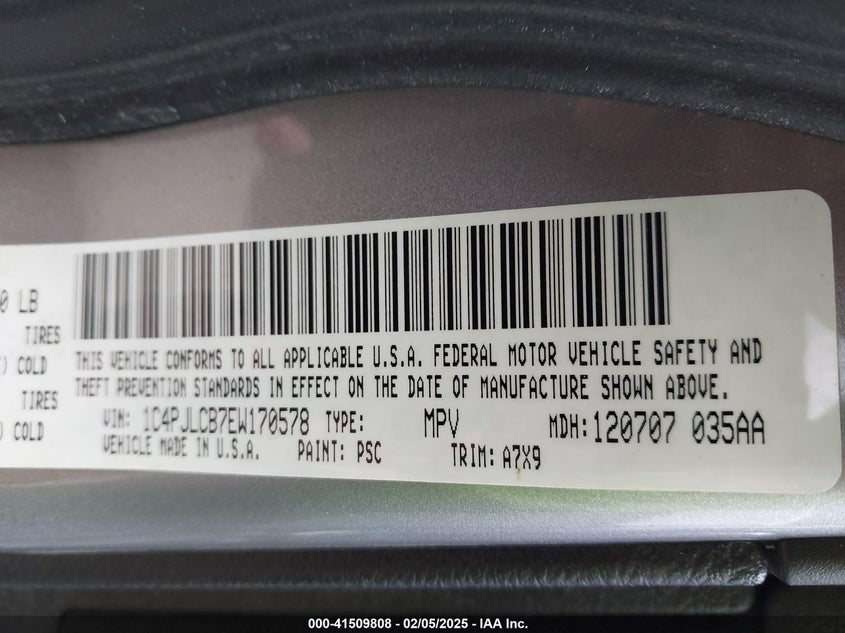 0 LB
TIRES
) COLD
TIRES
) COLD
THIS VEHICLE CONFORMS TO ALL APPLICABLE U.S.A. FEDERAL MOTOR VEHICLE SAFETY AND
THEFT PREVENTION STANDARDS IN EFFECT ON THE DATE OF MANUFACTURE SHOWN ABOVE.
VIN: 1C4PJLCB7EW170578 TYPE: MPV MDH: 120707 035AA
VEHICLE MADE IN U.S.A. PAINT: PSC TRIM: A7X9
000-41509808 - 02/05/2025 - IAA Inc.